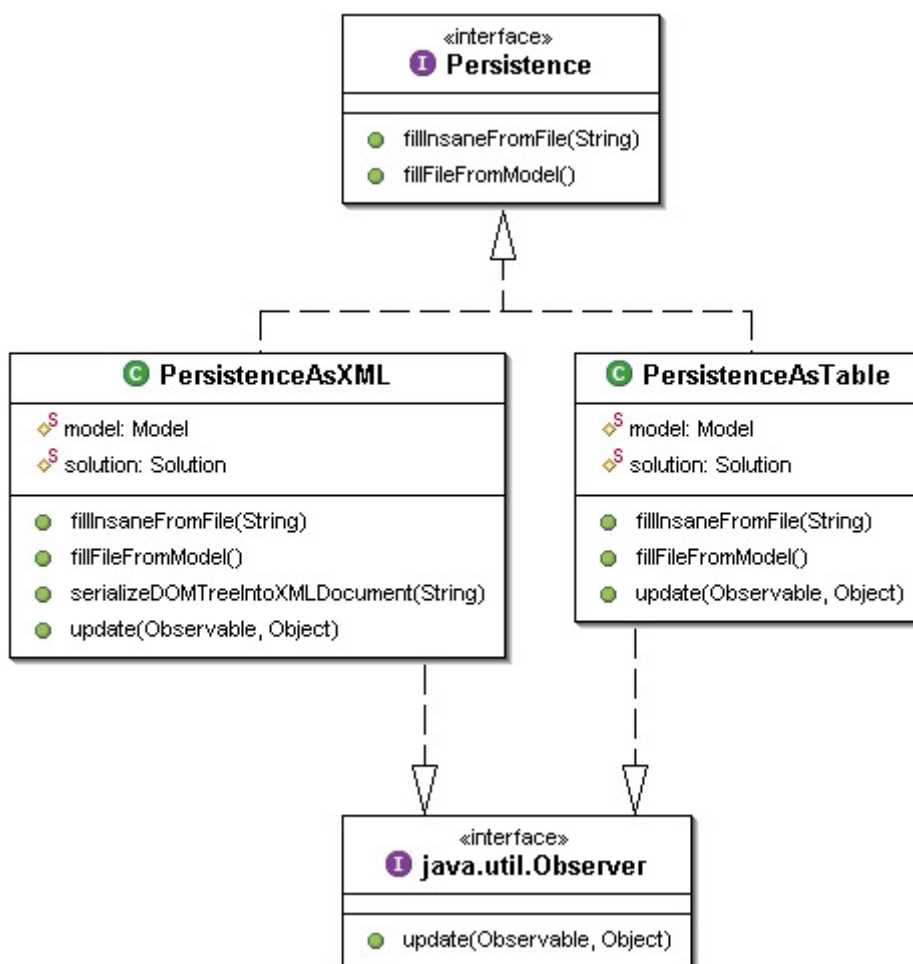 «interface»
I Persistence
fillInsaneFromFile(String)
fillFileFromModel()
C PersistenceAsXML
S model: Model
S solution: Solution
fillInsaneFromFile(String)
fillFileFromModel()
serializeDOMTreeIntoXMLDocument(String)
update(Observable, Object)
C PersistenceAsTable
S model: Model
S solution: Solution
fillInsaneFromFile(String)
fillFileFromModel()
update(Observable, Object)
«interface»
I java.util.Observer
update(Observable, Object)